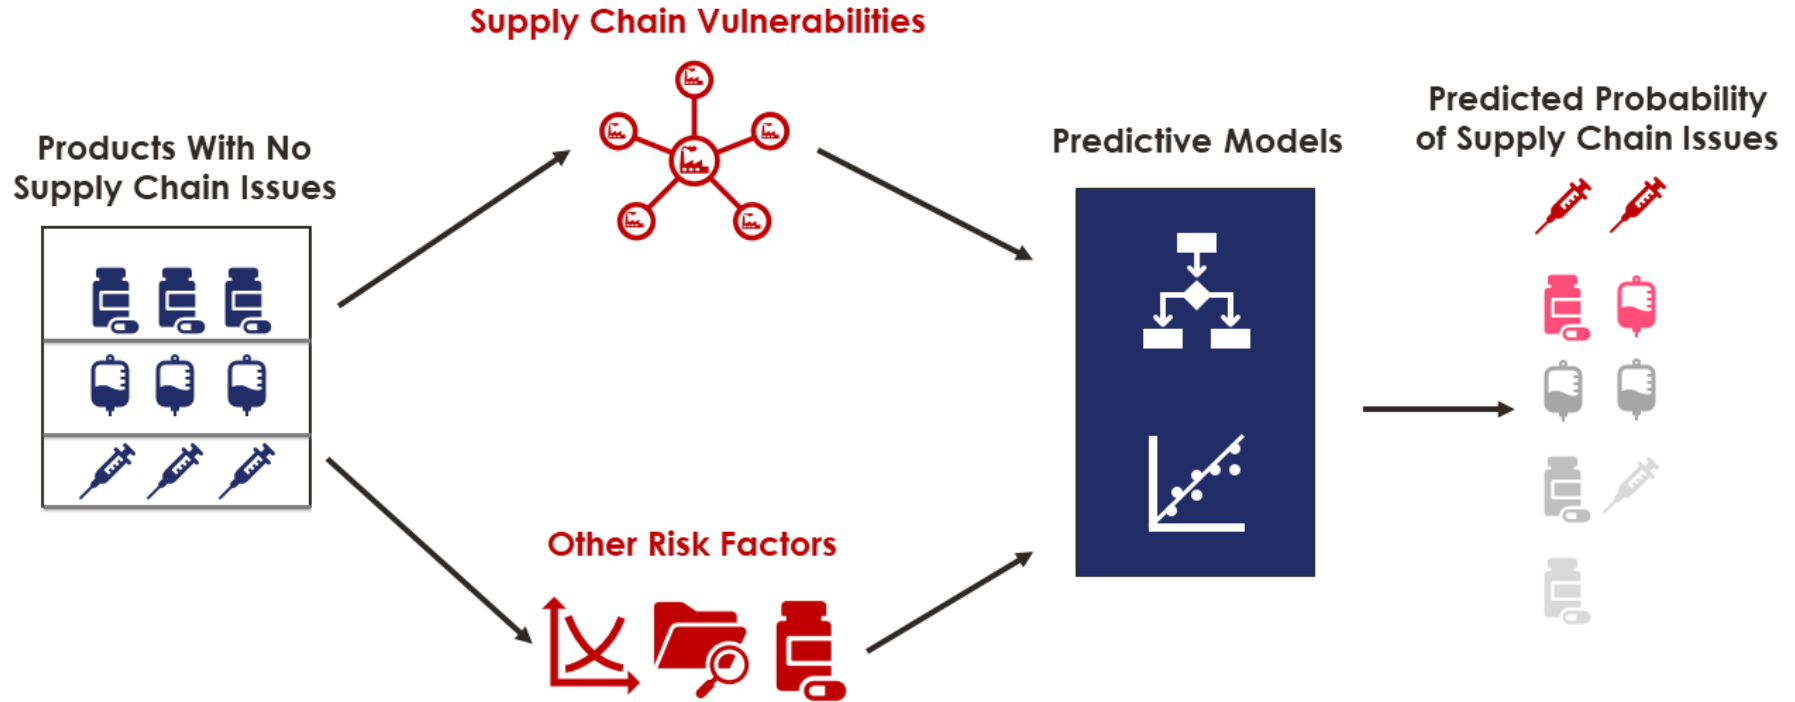 Supply Chain Vulnerabilities
Products With No
Supply Chain Issues
Predictive Models
Predicted Probability
of Supply Chain Issues
Other Risk Factors